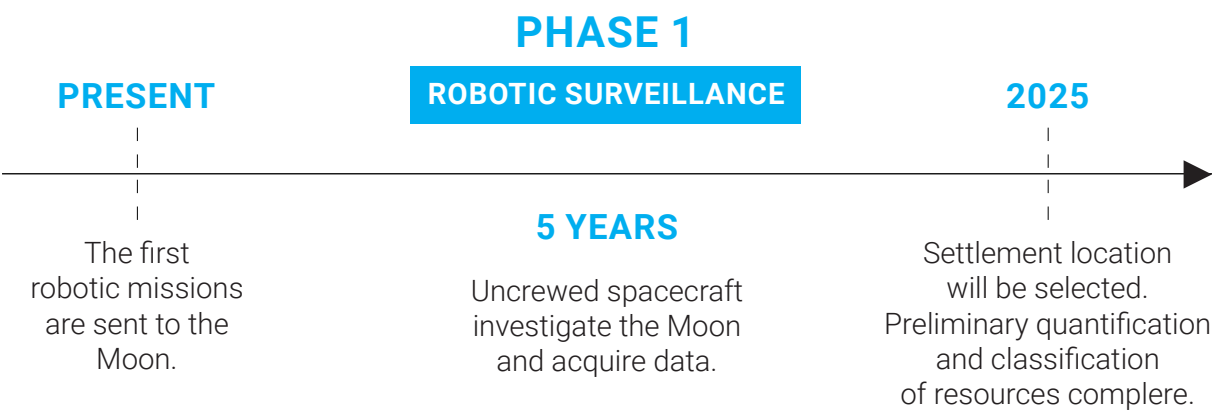 PHASE 1
PRESENT
ROBOTIC SURVEILLANCE
2025
The first
robotic missions
are sent to the
Moon.
5 YEARS
Uncrewed spacecraft
investigate the Moon
and acquire data.
Settlement location
will be selected.
Preliminary quantification
and classification
of resources complere.